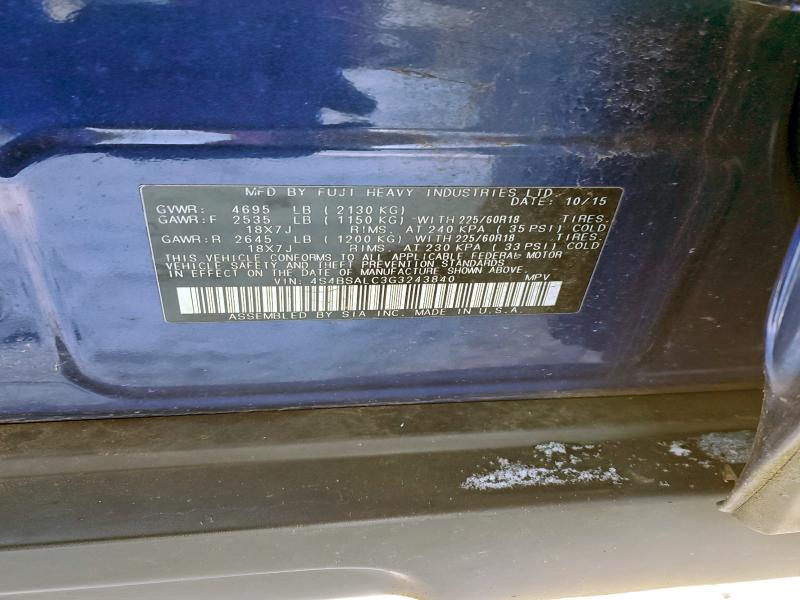 MFD BY FUJI HEAVY INDUSTRIES LTD.
DATE: 10/15
GVWR: 4695 LB (2130 KG)
GAWR:F 2535 LB (1150 KG) WITH 225/60R18 TIRES.
18X7J RIMS. AT 240 KPA (35 PSI) COLD
GAWR:R 2645 LB (1200 KG) WITH 225/60R18 TIRES.
18X7J RIMS. AT 230 KPA (33 PSI) COLD
THIS VEHICLE CONFORMS TO ALL APPLICABLE FEDERAL MOTOR
VEHICLE SAFETY AND THEFT PREVENTION STANDARDS
IN EFFECT ON THE DATE OF MANUFACTURE SHOWN ABOVE.
VIN: 4S4BSALC3G3243840 MPV
ASSEMBLED BY SIA INC. MADE IN U.S.A.